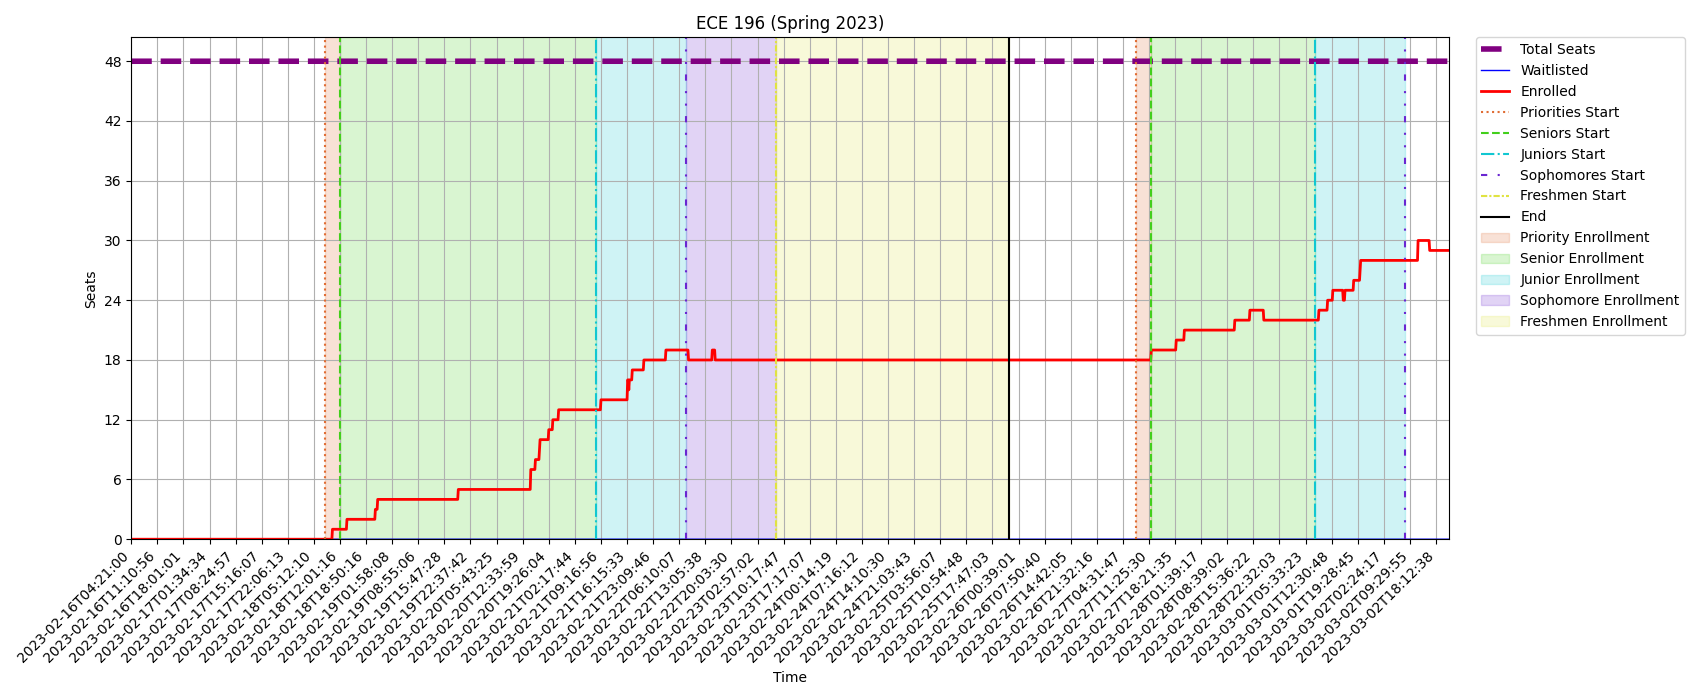 ECE 196 (Spring 2023)
Seats
48
42
36
30
24
18
12
6
0
2023-02-16T04:21:00
2023-02-16T11:10:56
2023-02-16T18:01:01
2023-02-17T01:34:34
2023-02-17T08:24:57
2023-02-17T15:16:07
2023-02-17T22:06:13
2023-02-18T05:12:10
2023-02-18T12:01:16
2023-02-18T18:50:16
2023-02-19T01:58:08
2023-02-19T08:55:06
2023-02-19T15:47:28
2023-02-19T22:37:42
2023-02-20T05:43:25
2023-02-20T12:33:59
2023-02-20T19:26:04
2023-02-21T02:17:44
2023-02-21T09:16:56
2023-02-21T16:15:33
2023-02-21T23:09:46
2023-02-22T06:10:07
2023-02-22T13:05:38
2023-02-22T20:03:30
2023-02-23T02:57:02
2023-02-23T10:17:47
2023-02-23T17:17:07
2023-02-24T00:14:19
2023-02-24T07:16:12
2023-02-24T14:10:30
2023-02-24T21:03:43
2023-02-25T03:56:07
2023-02-25T10:54:48
2023-02-25T17:47:03
2023-02-26T00:39:01
2023-02-26T07:50:40
2023-02-26T14:42:05
2023-02-26T21:32:16
2023-02-27T04:31:47
2023-02-27T11:25:30
2023-02-27T18:21:35
2023-02-28T01:39:17
2023-02-28T08:39:02
2023-02-28T15:36:22
2023-02-28T22:32:03
2023-03-01T05:33:23
2023-03-01T12:30:48
2023-03-01T19:28:45
2023-03-02T02:24:17
2023-03-02T09:29:55
2023-03-02T18:12:38
Time
Total Seats
Waitlisted
Enrolled
Priorities Start
Seniors Start
Juniors Start
Sophomores Start
Freshmen Start
End
Priority Enrollment
Senior Enrollment
Junior Enrollment
Sophomore Enrollment
Freshmen Enrollment